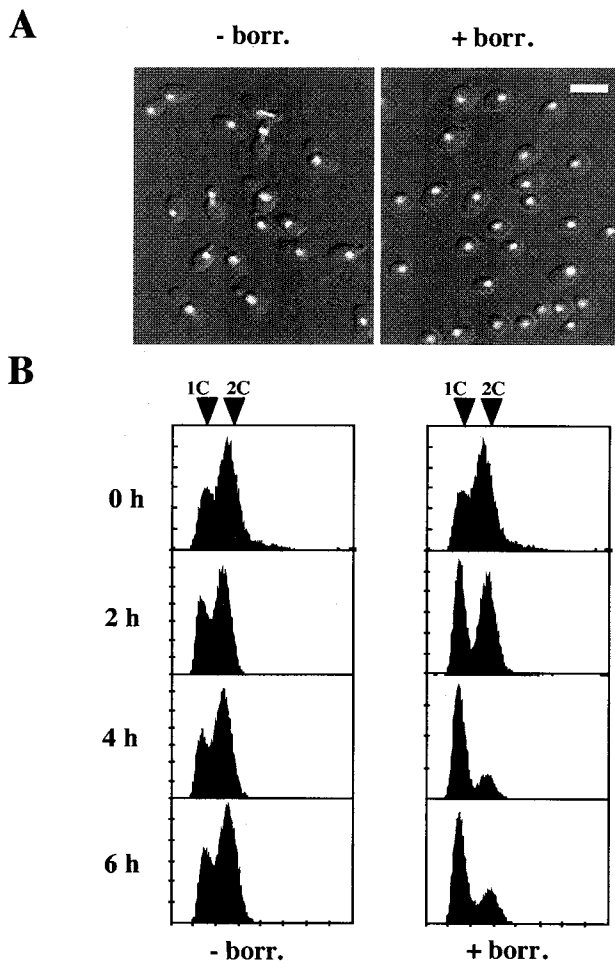 A
- borr.
+ borr.
B
1C 2C
1C 2C
0 h
2 h
4 h
6 h
- borr.
+ borr.